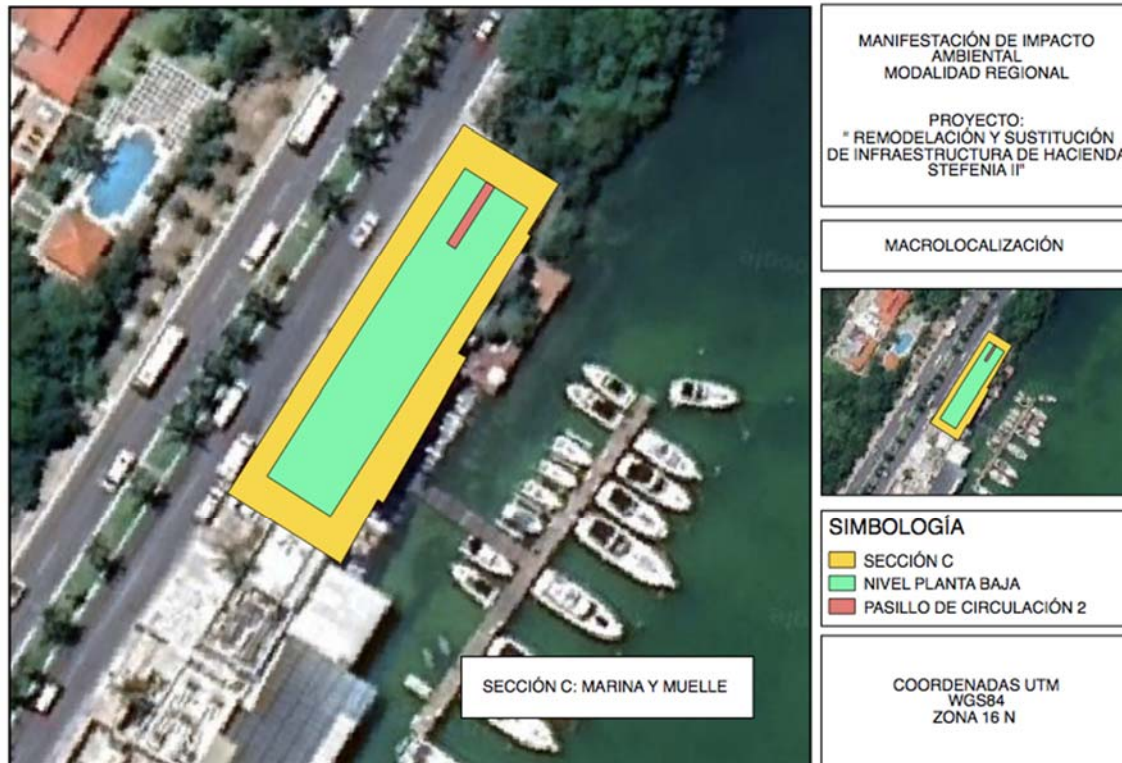 MANIFESTACIÓN DE IMPACTO
AMBIENTAL
MODALIDAD REGIONAL
PROYECTO:
" REMODELACIÓN Y SUSTITUCIÓN
DE INFRAESTRUCTURA DE HACIENDA
STEFENIA II"
MACROLOCALIZACIÓN
SIMBOLOGÍA
SECCIÓN C
NIVEL PLANTA BAJA
PASILLO DE CIRCULACIÓN 2
SECCIÓN C: MARINA Y MUELLE
COORDENADAS UTM
WGS84
ZONA 16 N